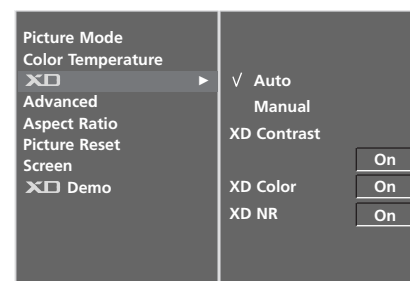 Picture Mode
Color Temperature
XD ►
Advanced
Aspect Ratio
Picture Reset
Screen
XD Demo
√ Auto
Manual
XD Contrast
On
XD Color On
XD NR On